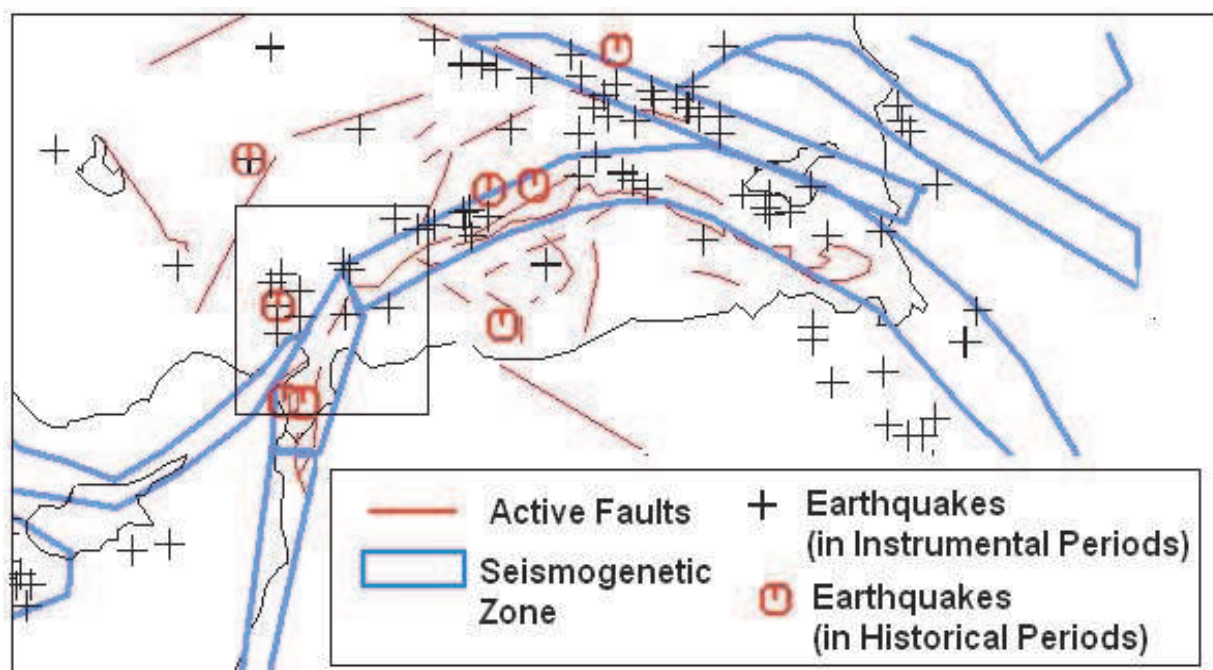 Active Faults
Seismogenetic
Zone
Earthquakes
(in Instrumental Periods)
Earthquakes
(in Historical Periods)